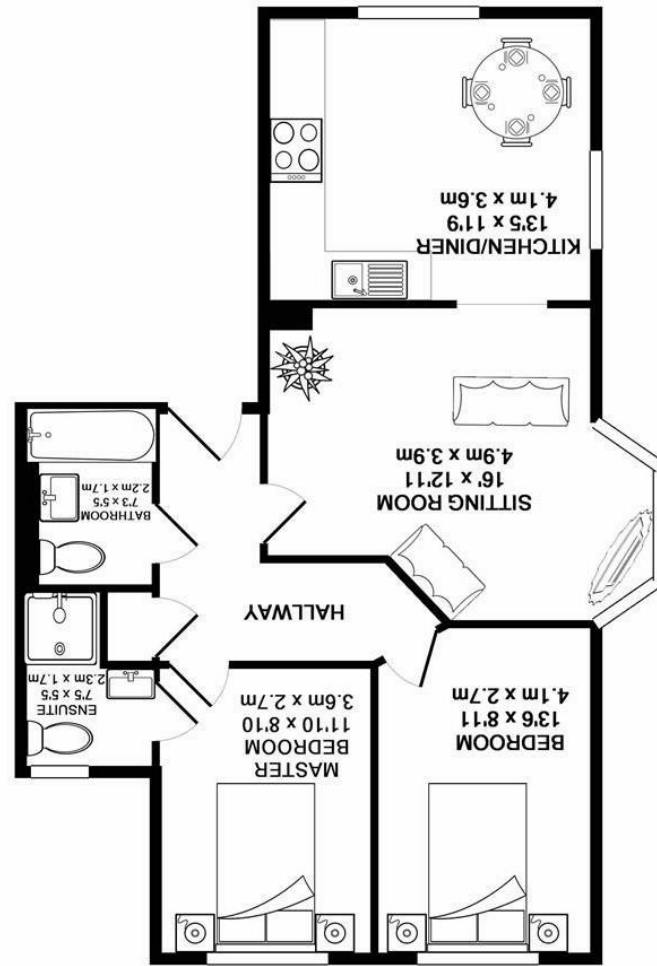 BEDROOM
13'6 x 8'11
4.1m x 2.7m
MASTER
BEDROOM
11'10 x 8'10
3.6m x 2.7m
ENSUITE
7'5 x 5'5
2.3m x 1.7m
HALLWAY
BATHROOM
7'3 x 5'5
2.2m x 1.7m
SITTING ROOM
16' x 12'11
4.9m x 3.9m
KITCHEN/DINER
13'5 x 11'9
4.1m x 3.6m